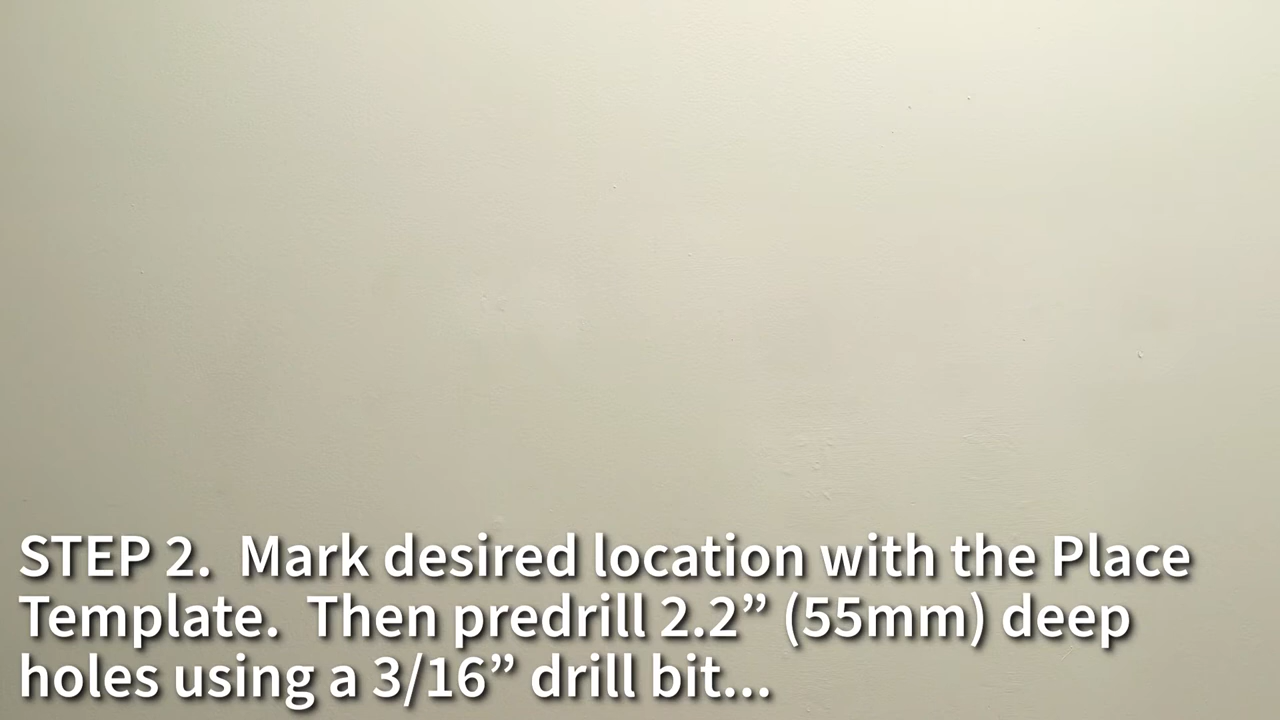 STEP 2.  Mark desired location with the Place
Template.  Then predrill 2.2” (55mm) deep
holes using a 3/16” drill bit...